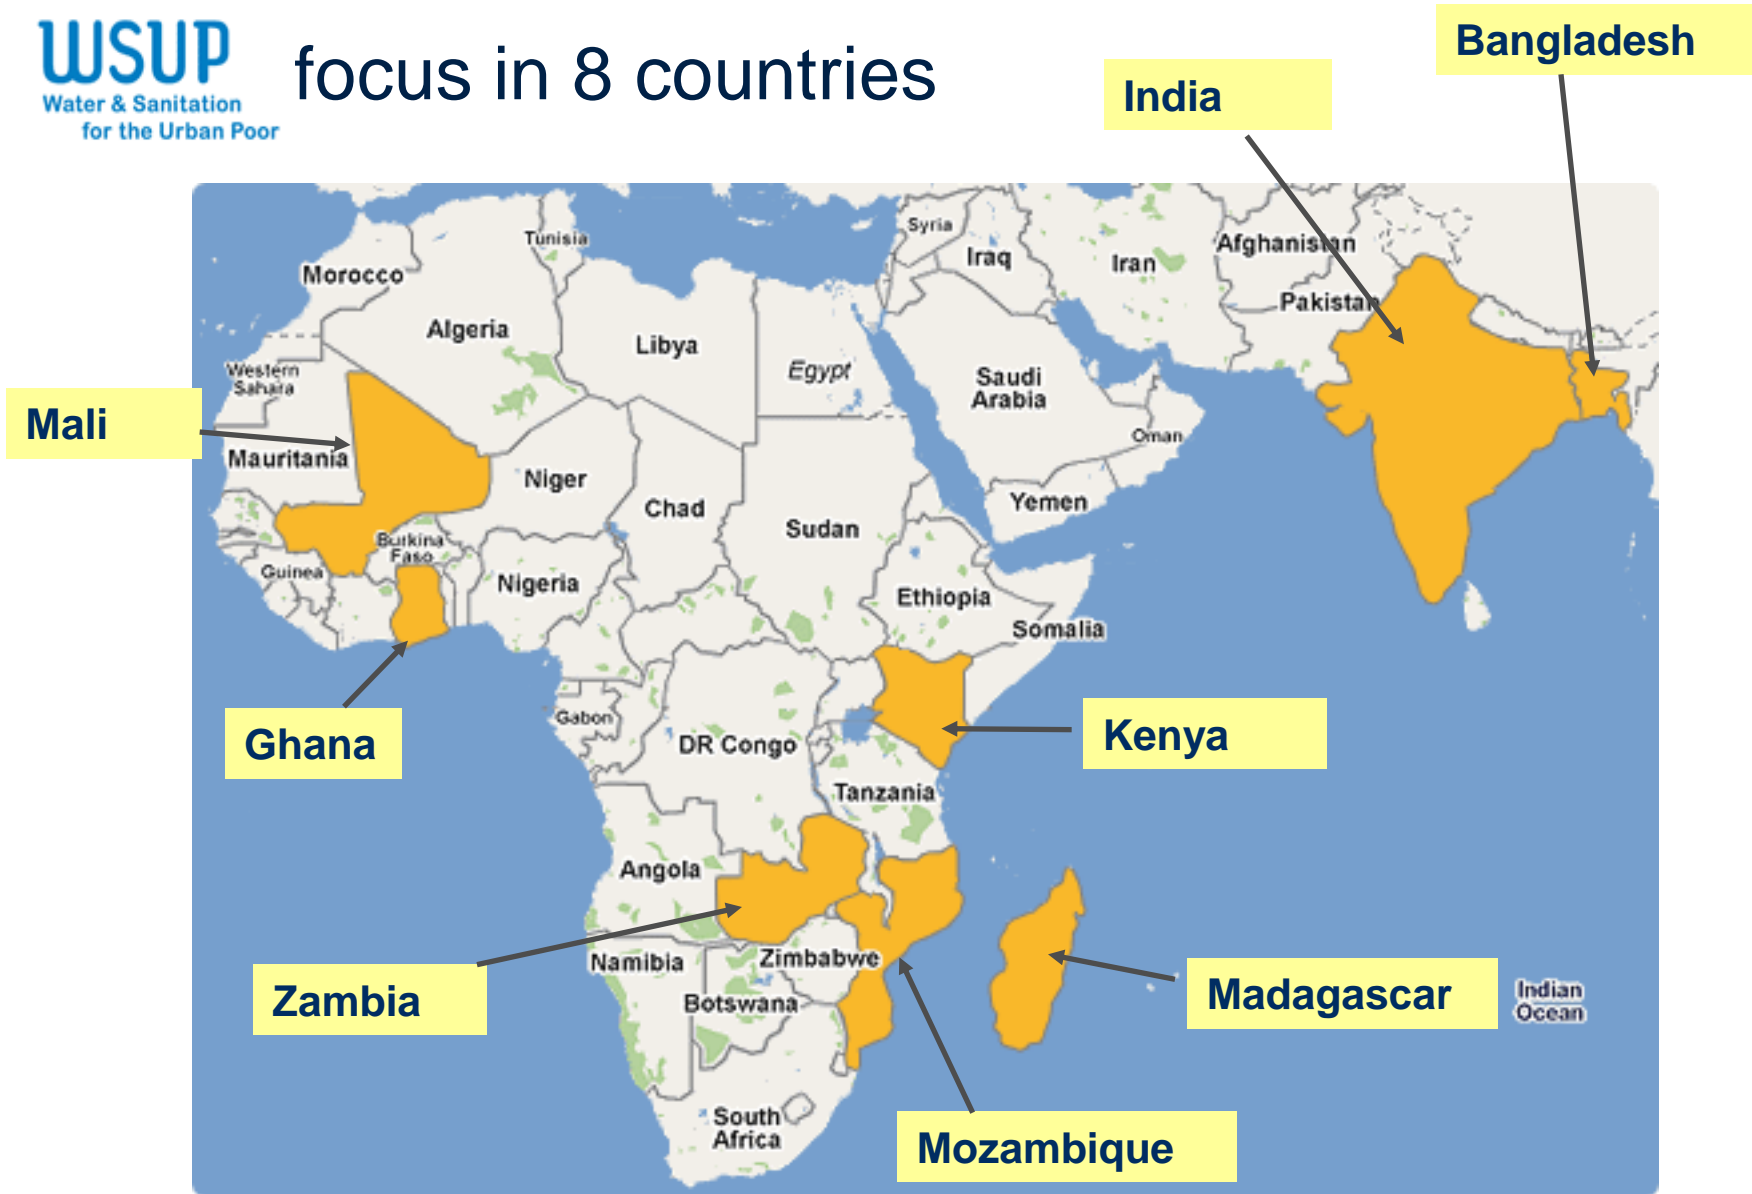 WSUP
Water & Sanitation
for the Urban Poor
focus in 8 countries
Bangladesh
India
Syria
Tunisia
Afghanistan
Iraq
Iran
Morocco
Pakistan
Algeria
Libya
Egypt
Western
Sahara
Saudi
Arabia
Mali
Oman
Mauritania
Niger
Chad
Yemen
Sudan
Burkina
Faso
Guinea
Nigeria
Ethiopia
Somalia
Gabon
Ghana
DR Congo
Kenya
Tanzania
Angola
Zimbabwe
Namibia
Zambia
Botswana
Madagascar
Indian
Ocean
South
Africa
Mozambique